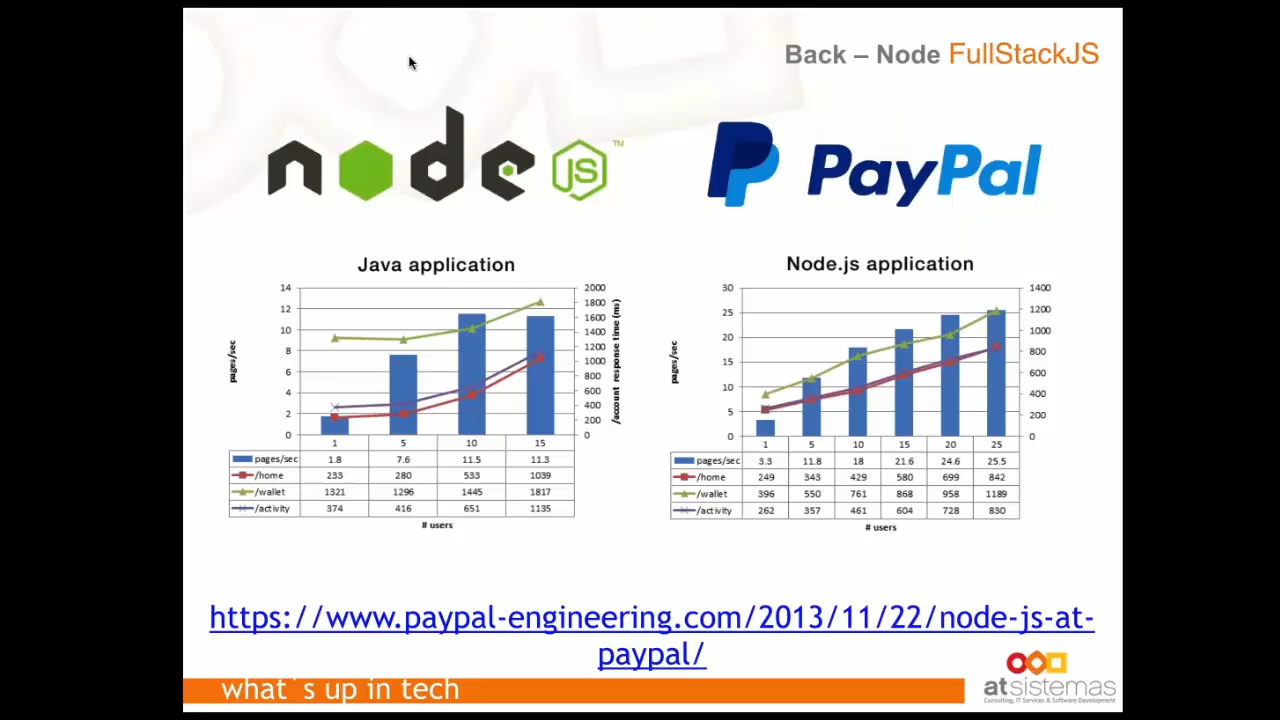 Back – Node FullStackJS
node JS ™
PayPal
Java application
14 12 10 8 6 4 2 0
pages/sec
2000 1800 1600 1400 1200 1000 800 600 400 200 0
/account response time (ms)
1 5 10 15
pages/sec 1.8 7.6 11.5 11.3
/home 233 280 533 1039
/wallet 1321 1296 1445 1817
/activity 374 416 651 1135
# users
Node.js application
30 25 20 15 10 5 0
pages/sec
1400 1200 1000 800 600 400 200 0
1 5 10 15 20 25
pages/sec 3.3 11.8 18 21.6 24.6 25.5
/home 249 343 429 580 699 842
/wallet 396 550 761 868 958 1189
/activity 262 357 461 604 728 830
# users
https://www.paypal-engineering.com/2013/11/22/node-js-at-
paypal/
what´s up in tech
atsistemas
Consulting, IT Services & Software Development